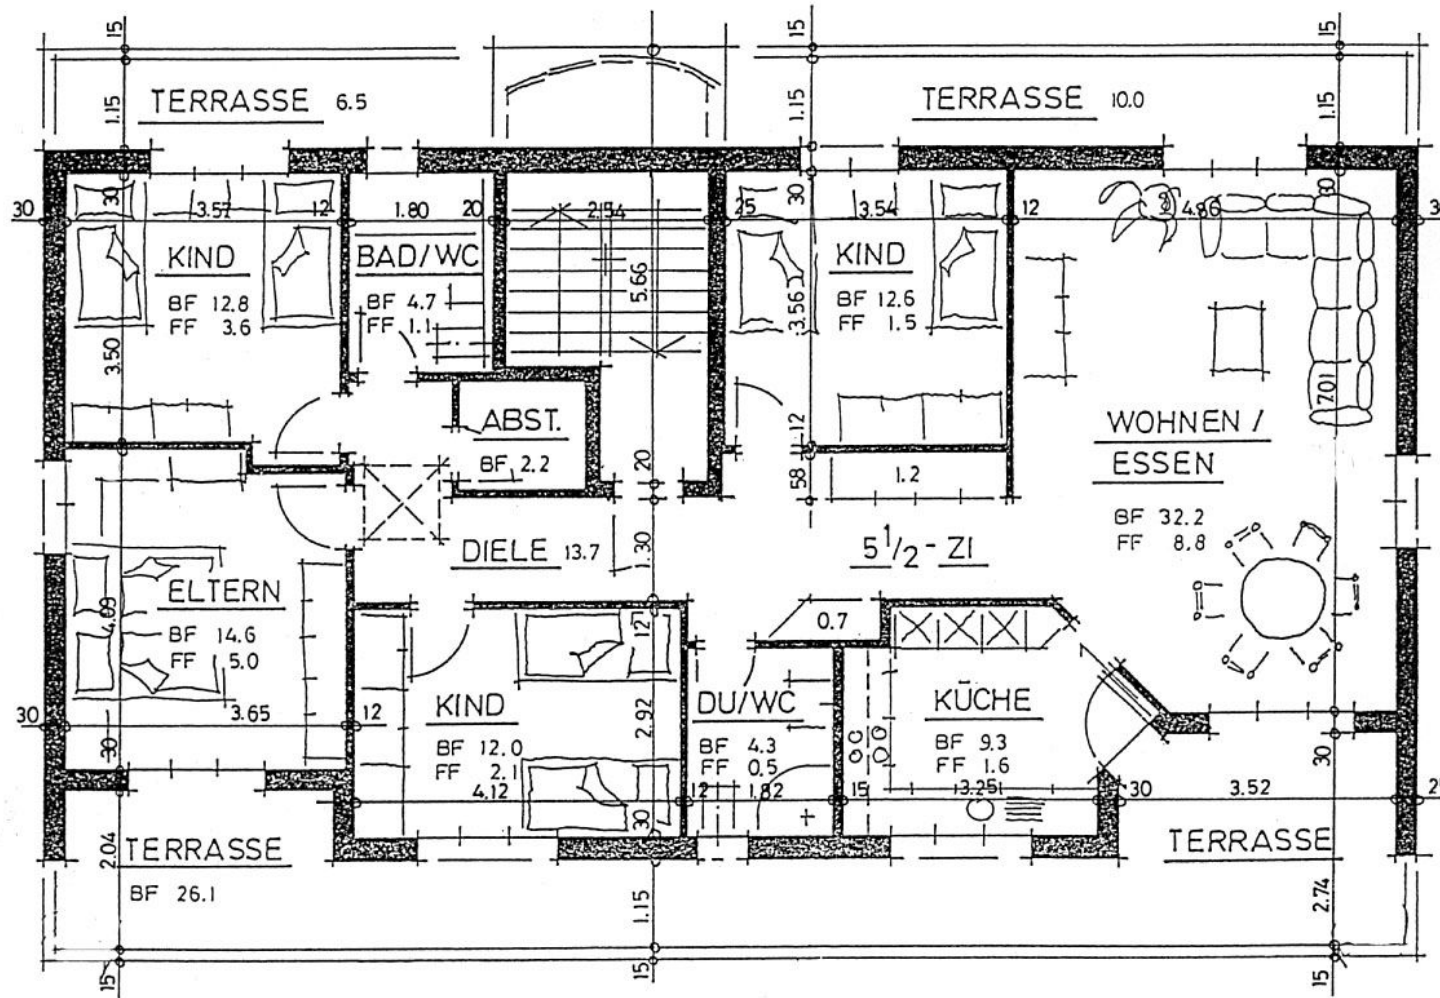 15
15
15
1.15
TERRASSE 6.5
1.15
TERRASSE 10.0
1.15
30
30
30
30
3.57
12
1.80
20
2.54
25
3.54
12
4.86
KIND
BF 12.8
FF 3.6
BAD/WC
BF 4.7
FF 1.1
5.66
3.56
KIND
BF 12.6
FF 1.5
3.50
7.01
ABST.
BF 2.2
12
WOHNEN /
ESSEN
BF 32.2
FF 8.8
20
58
1.2
DIELE 13.7
1.30
5 1/2 - ZI
ELTERN
BF 14.6
FF 5.0
4.09
12
0.7
30
3.65
12
KIND
BF 12.0
FF 2.1
4.12
2.92
DU/WC
BF 4.3
FF 0.5
12
1.82
KÜCHE
BF 9.3
FF 1.6
15
3.25
30
3.52
30
30
30
TERRASSE
BF 26.1
2.04
TERRASSE
1.15
2.74
15
15
15